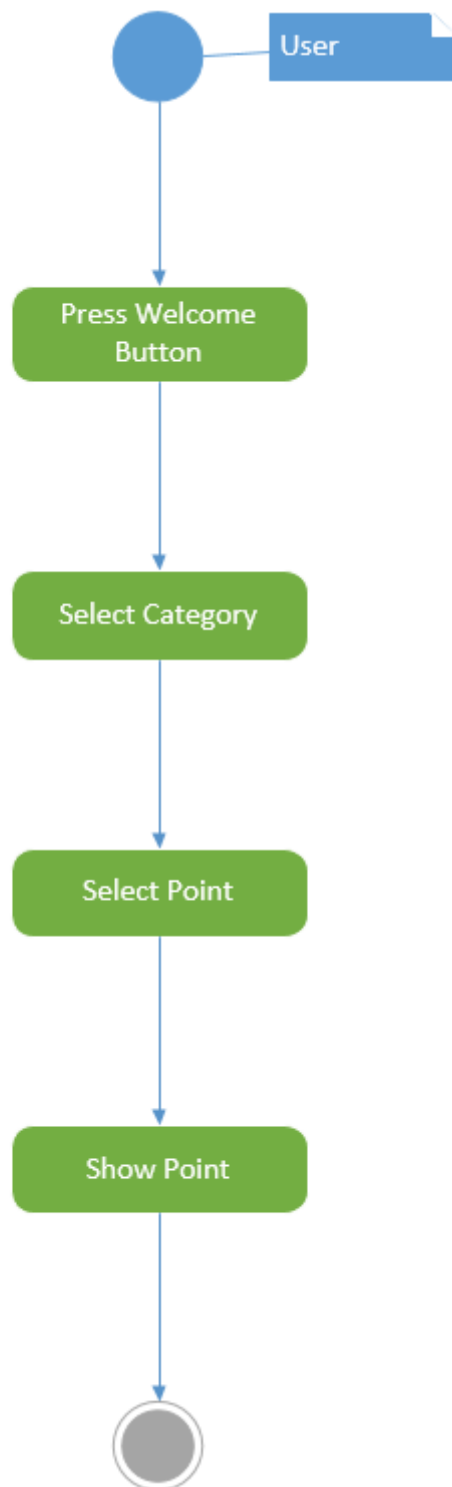 User
Press Welcome
Button
Select Category
Select Point
Show Point